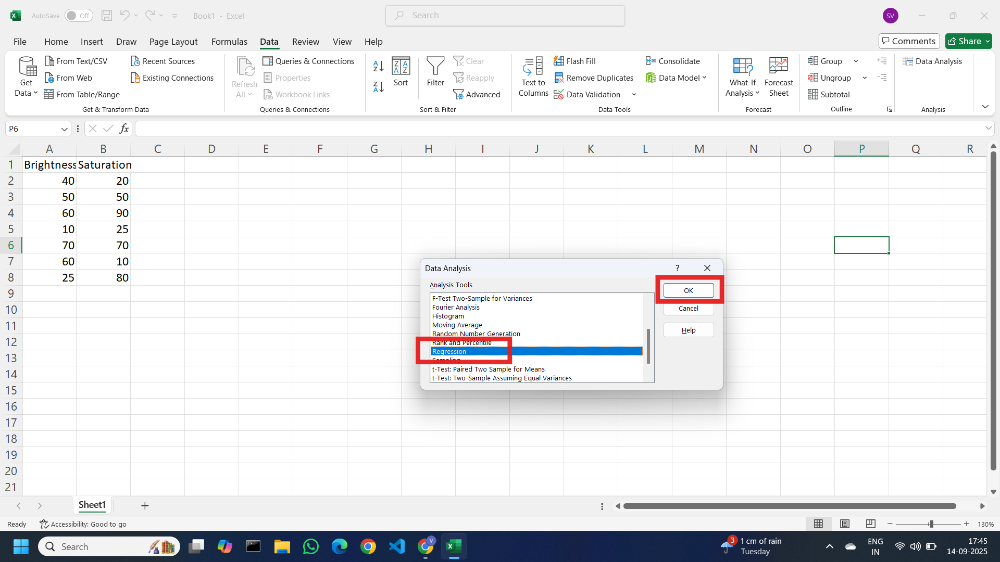 AutoSave Off Book1 - Excel Search SV
File Home Insert Draw Page Layout Formulas Data Review View Help Comments Share
Get Data
From Text/CSV
From Web
From Table/Range
Recent Sources
Existing Connections
Get & Transform Data
Refresh All
Queries & Connections
Properties
Workbook Links
Queries & Connections
Sort
Filter
Clear
Reapply
Advanced
Sort & Filter
Text to Columns
Flash Fill
Remove Duplicates
Data Validation
Consolidate
Data Model
Data Tools
What-If Analysis
Forecast Sheet
Forecast
Group
Ungroup
Subtotal
Outline
Data Analysis
Analysis
P6 fx
A B C D E F G H I J K L M N O P Q R
1 Brightness Saturation
2 40 20
3 50 50
4 60 90
5 10 25
6 70 70
7 60 10
8 25 80
9
10
11
12
13
14
15
16
17
18
19
20
21
Data Analysis ?
Analysis Tools
F-Test Two-Sample for Variances
Fourier Analysis
Histogram
Moving Average
Random Number Generation
Rank and Percentile
Regression
Sampling
t-Test: Paired Two Sample for Means
t-Test: Two-Sample Assuming Equal Variances
OK
Cancel
Help
Sheet1
Ready Accessibility: Good to go 130%
Search
3
1 cm of rain
Tuesday
ENG
IN
17:45
14-09-2025